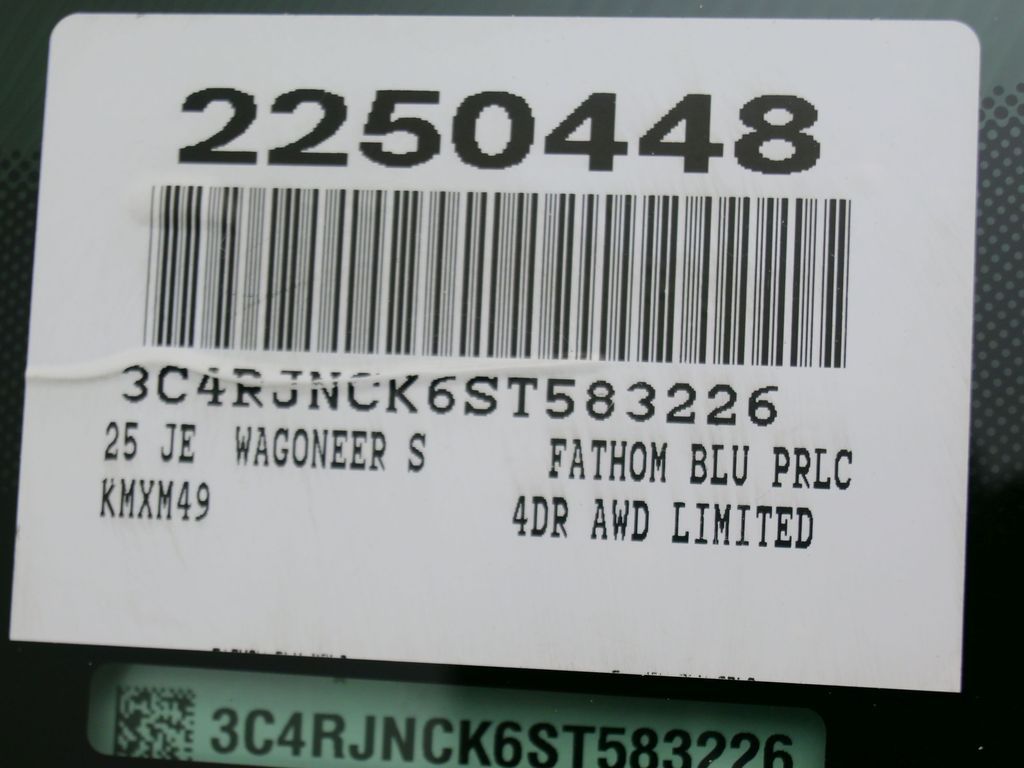 2250448
3C4RJNCK6ST583226
25 JE WAGONEER S FATHOM BLU PRLC
KMXM49 4DR AWD LIMITED
3C4RJNCK6ST583226